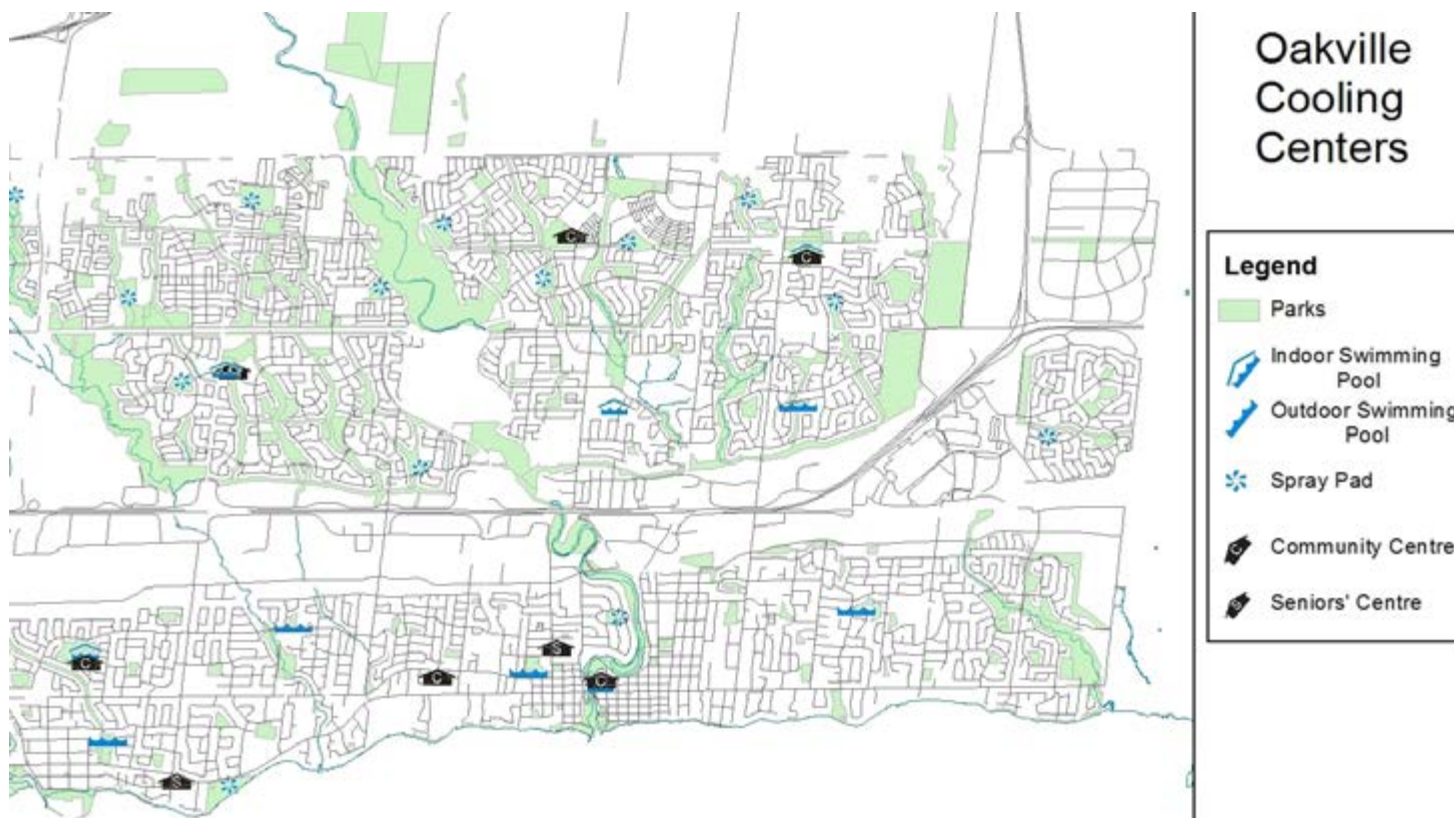 Oakville
Cooling
Centers
Legend
Parks
Indoor Swimming
Pool
Outdoor Swimming
Pool
Spray Pad
Community Centre
Seniors' Centre
C
C
C
C
S
C
C
S